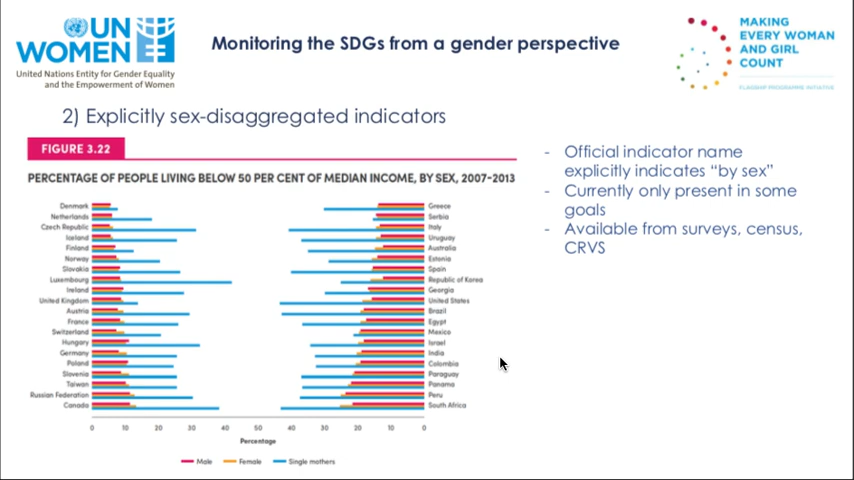 UN
WOMEN
United Nations Entity for Gender Equality
and the Empowerment of Women
Monitoring the SDGs from a gender perspective
MAKING
EVERY WOMAN
AND GIRL
COUNT
FLAGSHIP PROGRAMME INITIATIVE
2) Explicitly sex-disaggregated indicators
FIGURE 3.22
PERCENTAGE OF PEOPLE LIVING BELOW 50 PER CENT OF MEDIAN INCOME, BY SEX, 2007-2013
Denmark
Netherlands
Czech Republic
Iceland
Finland
Norway
Slovakia
Luxembourg
Ireland
United Kingdom
Austria
France
Switzerland
Hungary
Germany
Poland
Slovenia
Taiwan
Russian Federation
Canada
Greece
Serbia
Italy
Uruguay
Australia
Estonia
Spain
Republic of Korea
Georgia
United States
Brazil
Egypt
Mexico
Israel
India
Colombia
Paraguay
Panama
Peru
South Africa
0 10 20 30 40 50 40 30 20 10 0
Percentage
Male Female Single mothers
- Official indicator name
explicitly indicates “by sex”
- Currently only present in some
goals
- Available from surveys, census,
CRVS